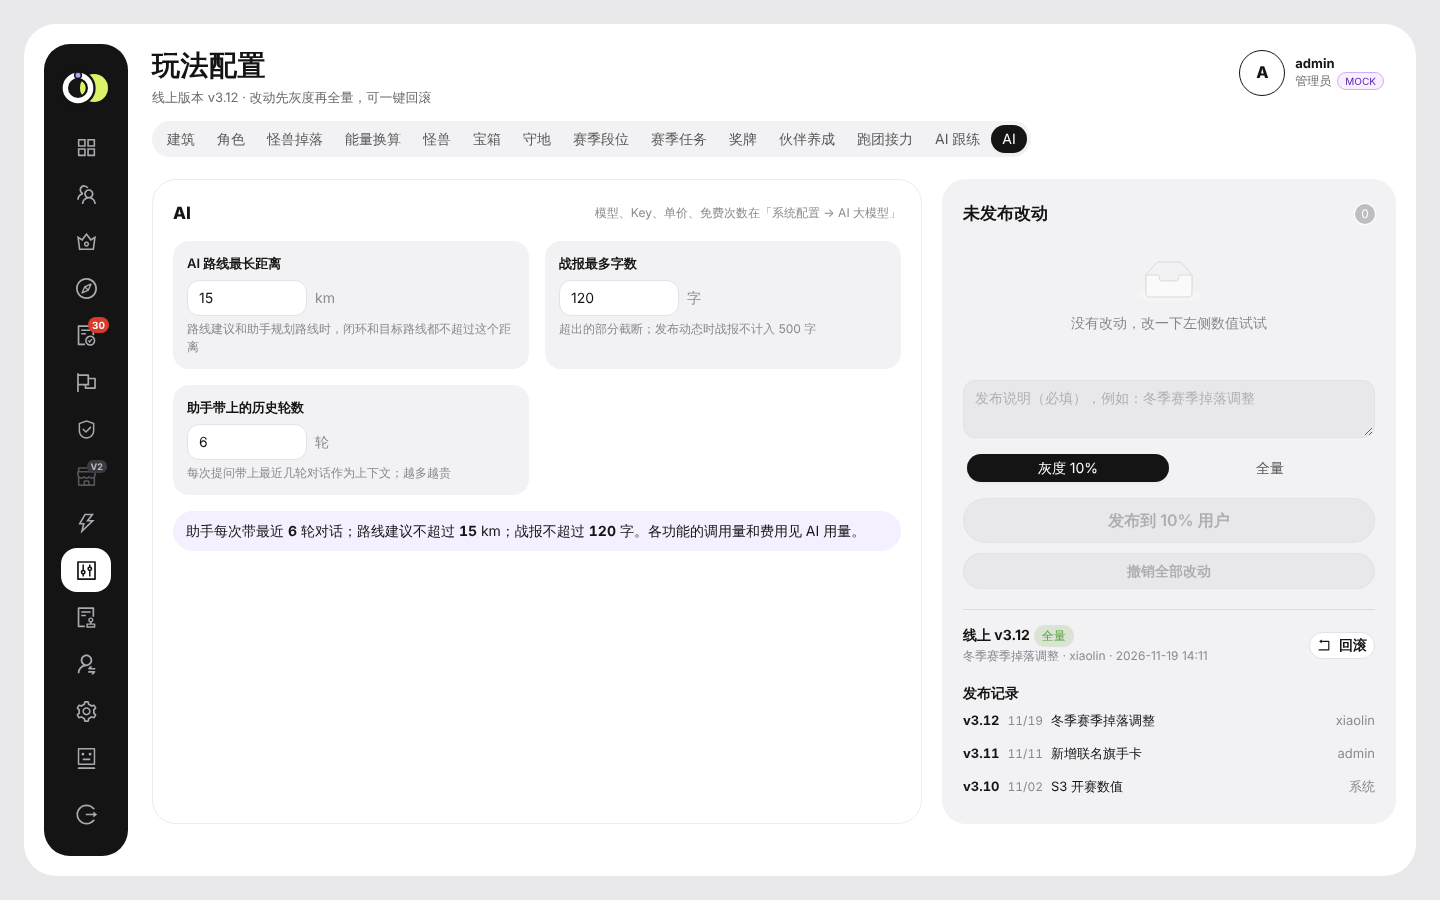 玩法配置
线上版本 v3.12 · 改动先灰度再全量，可一键回滚
A
admin
管理员 MOCK
建筑 角色 怪兽掉落 能量换算 怪兽 宝箱 守地 赛季段位 赛季任务 奖牌 伙伴养成 跑团接力 AI 跟练 AI
30
V2
AI
模型、Key、单价、免费次数在「系统配置 → AI 大模型」
AI 路线最长距离
15 km
路线建议和助手规划路线时，闭环和目标路线都不超过这个距
离
战报最多字数
120 字
超出的部分截断；发布动态时战报不计入 500 字
助手带上的历史轮数
6 轮
每次提问带上最近几轮对话作为上下文；越多越贵
助手每次带最近 6 轮对话；路线建议不超过 15 km；战报不超过 120 字。各功能的调用量和费用见 AI 用量。
未发布改动 0
没有改动，改一下左侧数值试试
发布说明（必填），例如：冬季赛季掉落调整
灰度 10% 全量
发布到 10% 用户
撤销全部改动
线上 v3.12 全量
冬季赛季掉落调整 · xiaolin · 2026-11-19 14:11
回滚
发布记录
v3.12 11/19 冬季赛季掉落调整 xiaolin
v3.11 11/11 新增联名旗手卡 admin
v3.10 11/02 S3 开赛数值 系统